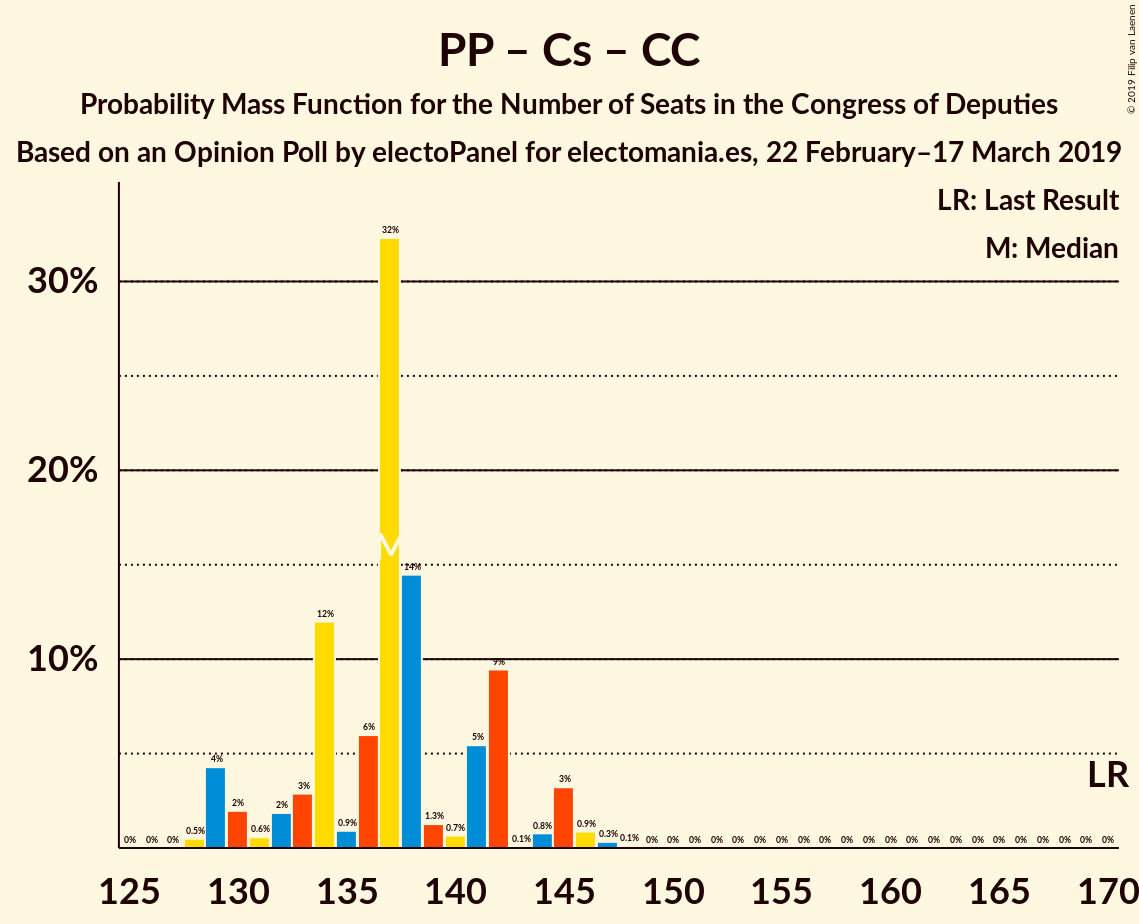 PP – Cs – CC
Probability Mass Function for the Number of Seats in the Congress of Deputies
Based on an Opinion Poll by electoPanel for electomania.es, 22 February–17 March 2019
© 2019 Filip van Laenen
LR: Last Result
M: Median
30%
20%
10%
0% 0% 0% 0.5% 4% 2% 0.6% 2% 3% 12% 0.9% 6% 32% 14% 1.3% 0.7% 5% 9% 0.1% 0.8% 3% 0.9% 0.3% 0.1% 0% 0% 0% 0% 0% 0% 0% 0% 0% 0% 0% 0% 0% 0% 0% 0% 0% 0% 0% 0% 0% 0%
M
LR
125 130 135 140 145 150 155 160 165 170